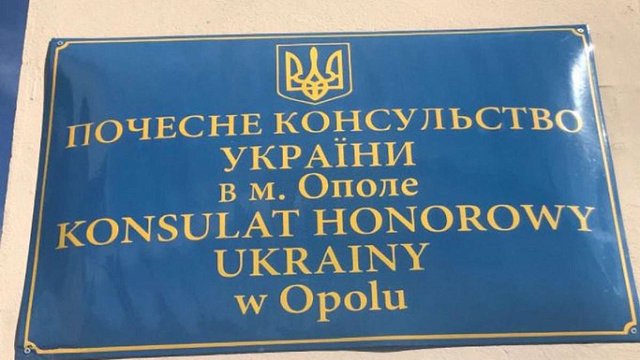 ПОЧЕСНЕ КОНСУЛЬСТВО
УКРАЇНИ
в м. Ополе
KONSULAT HONOROWY
UKRAINY
w Opolu